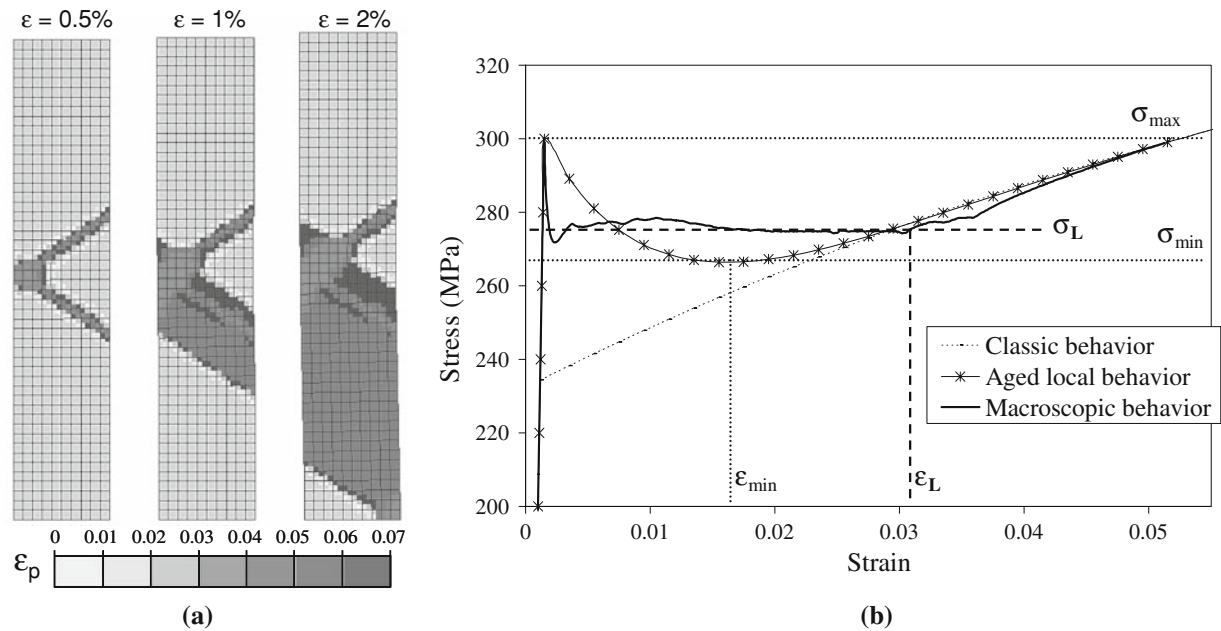 ε = 0.5% ε = 1% ε = 2%
0 0.01 0.02 0.03 0.04 0.05 0.06 0.07
εp
(a)
320
300
280
260
240
220
200
Stress (MPa)
σmax
σL
σmin
Classic behavior
Aged local behavior
Macroscopic behavior
εmin
εL
0 0.01 0.02 0.03 0.04 0.05
Strain
(b)